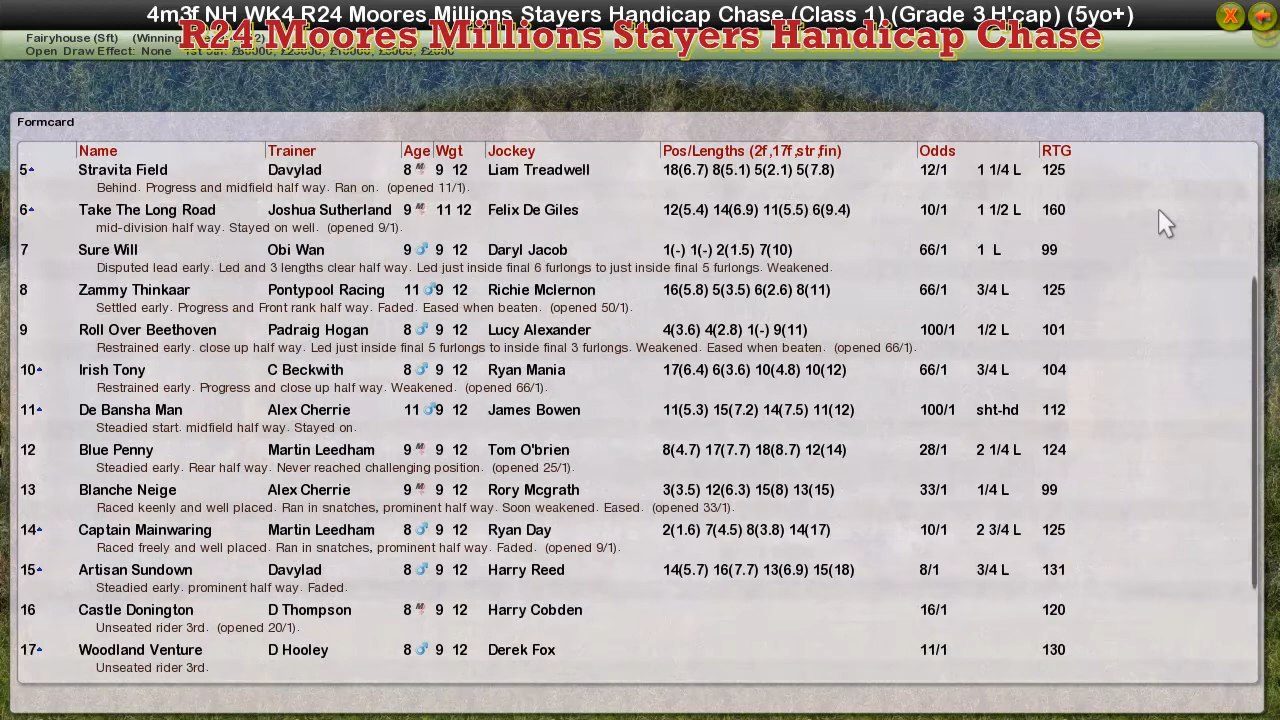 4m3f NH WK4 R24 Moores Millions Stayers Handicap Chase (Class 1) (Grade 3 H'cap) (5yo+)
R24 Moores Millions Stayers Handicap Chase
Fairyhouse (Sft) (Winning
Open Draw Effect: None
Formcard
Name Trainer Age Wgt Jockey Pos/Lengths (2f,17f,str,fin) Odds RTG
5 Stravita Field Davylad 8 9 12 Liam Treadwell 18(6.7) 8(5.1) 5(2.1) 5(7.8) 12/1 1 1/4 L 125
Behind. Progress and midfield half way. Ran on. (opened 11/1).
6 Take The Long Road Joshua Sutherland 9 11 12 Felix De Giles 12(5.4) 14(6.9) 11(5.5) 6(9.4) 10/1 1 1/2 L 160
mid-division half way. Stayed on well. (opened 9/1).
7 Sure Will Obi Wan 9 9 12 Daryl Jacob 1(-) 1(-) 2(1.5) 7(10) 66/1 1 L 99
Disputed lead early. Led and 3 lengths clear half way. Led just inside final 6 furlongs to just inside final 5 furlongs. Weakened.
8 Zammy Thinkaar Pontypool Racing 11 9 12 Richie Mclernon 16(5.8) 5(3.5) 6(2.6) 8(11) 66/1 3/4 L 125
Settled early. Progress and Front rank half way. Faded. Eased when beaten. (opened 50/1).
9 Roll Over Beethoven Padraig Hogan 8 9 12 Lucy Alexander 4(3.6) 4(2.8) 1(-) 9(11) 100/1 1/2 L 101
Restrained early. close up half way. Led just inside final 5 furlongs to inside final 3 furlongs. Weakened. Eased when beaten. (opened 66/1).
10 Irish Tony C Beckwith 8 9 12 Ryan Mania 17(6.4) 6(3.6) 10(4.8) 10(12) 66/1 3/4 L 104
Restrained early. Progress and close up half way. Weakened. (opened 66/1).
11 De Bansha Man Alex Cherrie 11 9 12 James Bowen 11(5.3) 15(7.2) 14(7.5) 11(12) 100/1 sht-hd 112
Steadied start. midfield half way. Stayed on.
12 Blue Penny Martin Leedham 9 9 12 Tom O'brien 8(4.7) 17(7.7) 18(8.7) 12(14) 28/1 2 1/4 L 124
Steadied early. Rear half way. Never reached challenging position. (opened 25/1).
13 Blanche Neige Alex Cherrie 9 9 12 Rory Mcgrath 3(3.5) 12(6.3) 15(8) 13(15) 33/1 1/4 L 99
Raced keenly and well placed. Ran in snatches, prominent half way. Soon weakened. Eased. (opened 33/1).
14 Captain Mainwaring Martin Leedham 8 9 12 Ryan Day 2(1.6) 7(4.5) 8(3.8) 14(17) 10/1 2 3/4 L 125
Raced freely and well placed. Ran in snatches, prominent half way. Faded. (opened 9/1).
15 Artisan Sundown Davylad 8 9 12 Harry Reed 14(5.7) 16(7.7) 13(6.9) 15(18) 8/1 3/4 L 131
Steadied early. prominent half way. Faded.
16 Castle Donington D Thompson 8 9 12 Harry Cobden 16/1 120
Unseated rider 3rd. (opened 20/1).
17 Woodland Venture D Hooley 8 9 12 Derek Fox 11/1 130
Unseated rider 3rd.